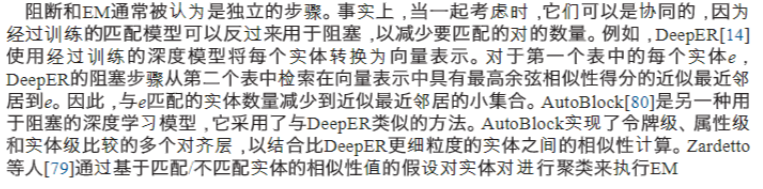 阻断和EM通常被认为是独立的步骤。事实上,当一起考虑时,它们可以是协同的,因为
经过训练的匹配模型可以反过来用于阻塞,以减少要匹配的对的数量。例如,DeepER[14]
使用经过训练的深度模型将每个实体转换为向量表示。对于第一个表中的每个实体e,
DeepER的阻塞步骤从第二个表中检索在向量表示中具有最高余弦相似性得分的近似最近邻
居到e。因此,与e匹配的实体数量减少到近似最近邻居的小集合。AutoBlock[80]是另一种用
于阻塞的深度学习模型,它采用了与DeepER类似的方法。AutoBlock实现了令牌级、属性级
和实体级比较的多个对齐层,以结合比DeepER更细粒度的实体之间的相似性计算。Zardetto
等人[79]通过基于匹配/不匹配实体的相似性值的假设对实体对进行聚类来执行EM